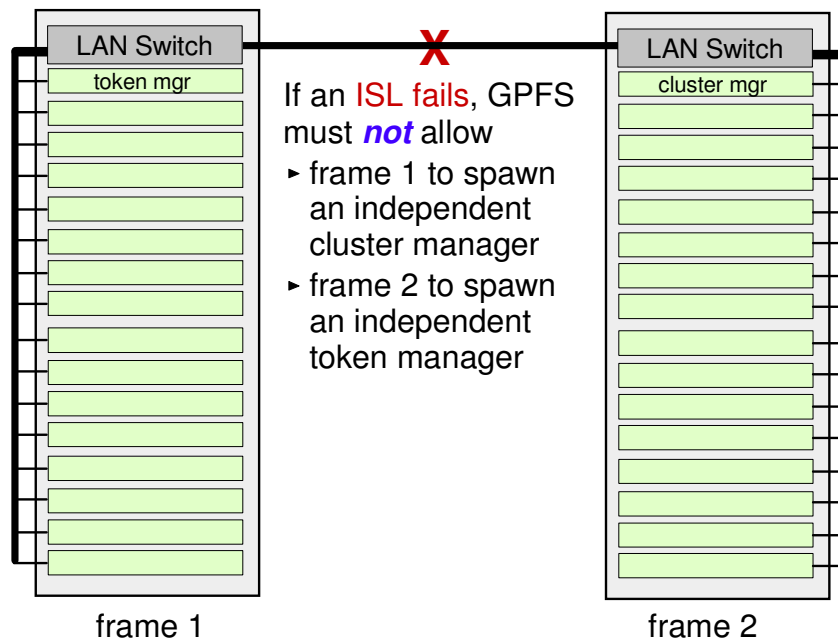 LAN Switch
token mgr
X
If an ISL fails, GPFS
must not allow
▸ frame 1 to spawn
an independent
cluster manager
▸ frame 2 to spawn
an independent
token manager
LAN Switch
cluster mgr
frame 1
frame 2